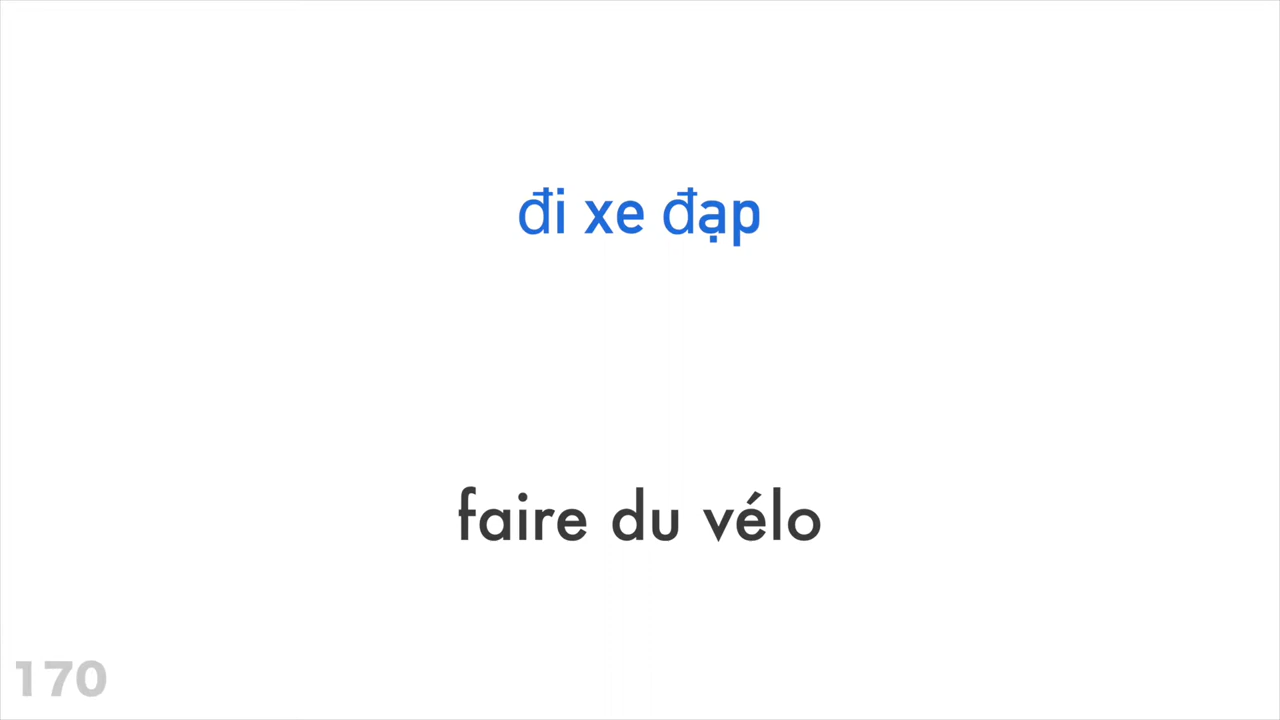 đi xe đạp
faire du vélo
170